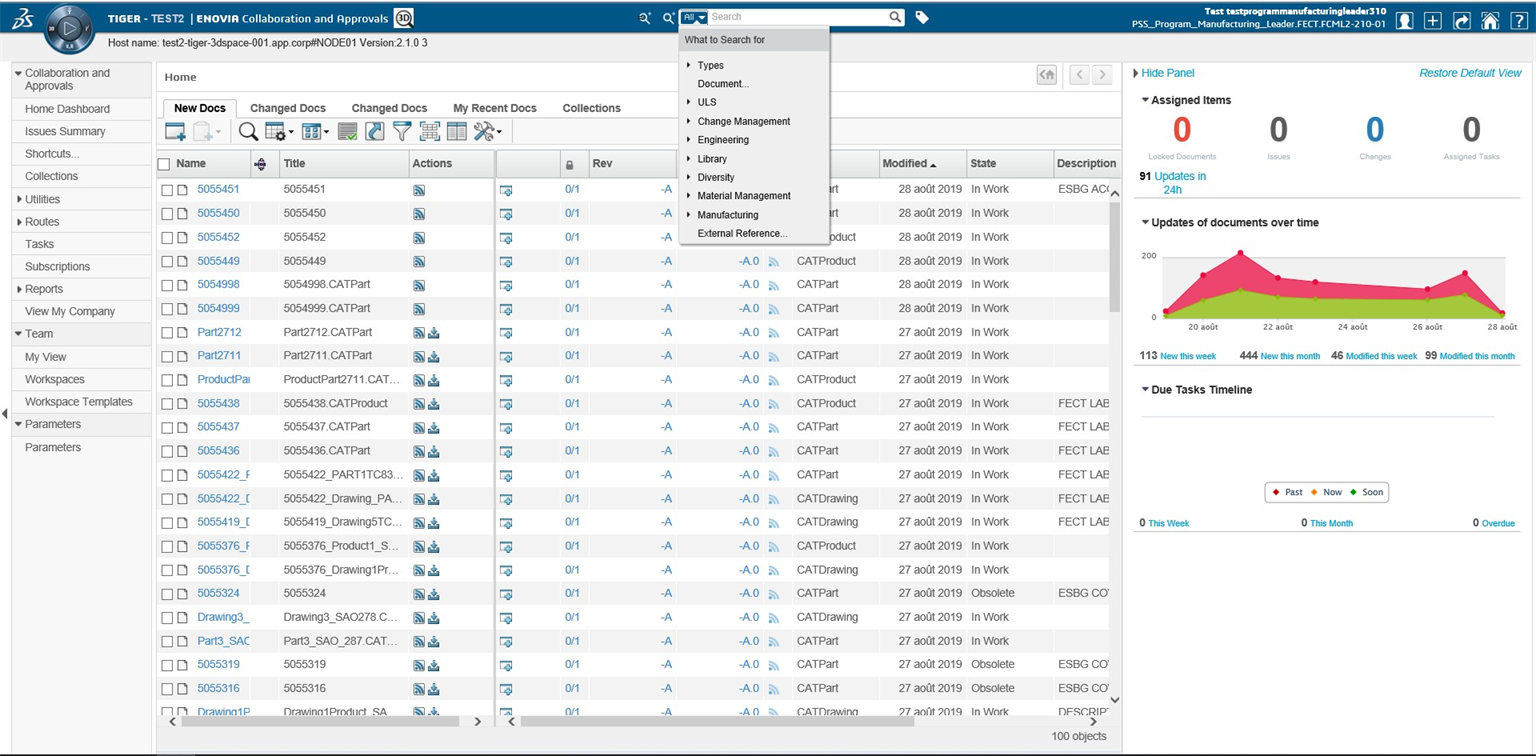 TIGER - TEST2 | ENOVIA Collaboration and Approvals 3D
All Search
Test testprogrammanufacturingleader310
PSS_Program_Manufacturing_Leader.FECT.FCML2-210-01
Host name: test2-tiger-3dspace-001.app.corp#NODE01 Version:2.1.0 3
What to Search for
Types
Document...
ULS
Change Management
Engineering
Library
Diversity
Material Management
Manufacturing
External Reference...
Collaboration and
Approvals
Home Dashboard
Issues Summary
Shortcuts...
Collections
Utilities
Routes
Tasks
Subscriptions
Reports
View My Company
Team
My View
Workspaces
Workspace Templates
Parameters
Parameters
Home
New Docs Changed Docs Changed Docs My Recent Docs Collections
Name Title Actions Rev Modified State Description
5055451 5055451 0/1 -A art 28 août 2019 In Work ESBG ACC
5055450 5055450 0/1 -A art 28 août 2019 In Work
5055452 5055452 0/1 -A oduct 28 août 2019 In Work
5055449 5055449 0/1 -A -A.0 CATProduct 28 août 2019 In Work
5054998 5054998.CATPart 0/1 -A -A.0 CATPart 28 août 2019 In Work
5054999 5054999.CATPart 0/1 -A -A.0 CATPart 28 août 2019 In Work
Part2712 Part2712.CATPart 0/1 -A -A.0 CATPart 27 août 2019 In Work
Part2711 Part2711.CATPart 0/1 -A -A.0 CATPart 27 août 2019 In Work
ProductPar ProductPart2711.CAT... 0/1 -A -A.0 CATProduct 27 août 2019 In Work
5055438 5055438.CATProduct 0/1 -A -A.0 CATProduct 27 août 2019 In Work FECT LAB
5055437 5055437.CATPart 0/1 -A -A.0 CATPart 27 août 2019 In Work FECT LAB
5055436 5055436.CATPart 0/1 -A -A.0 CATPart 27 août 2019 In Work FECT LAB
5055422_F 5055422_PART1TC83... 0/1 -A -A.0 CATPart 27 août 2019 In Work FECT LAB
5055422_D 5055422_Drawing_PA... 0/1 -A -A.0 CATDrawing 27 août 2019 In Work FECT LAB
5055419_D 5055419_Drawing5TC... 0/1 -A -A.0 CATDrawing 27 août 2019 In Work FECT LAB
5055376_F 5055376_Product1_S... 0/1 -A -A.0 CATProduct 27 août 2019 In Work
5055376_D 5055376_Drawing1Pr... 0/1 -A -A.0 CATDrawing 27 août 2019 In Work
5055324 5055324 0/1 -A -A.0 CATPart 27 août 2019 Obsolete ESBG COV
Drawing3_ Drawing3_SAO278.C... 0/1 -A -A.0 CATDrawing 27 août 2019 In Work
Part3_SAO Part3_SAO_287.CAT... 0/1 -A -A.0 CATPart 27 août 2019 In Work
5055319 5055319 0/1 -A -A.0 CATPart 27 août 2019 Obsolete ESBG COV
5055316 5055316 0/1 -A -A.0 CATPart 27 août 2019 Obsolete ESBG COV
Drawing1P Drawing1Product_SA 0/1 -A -A.0 CATDrawing 27 août 2019 In Work DESCRIPT
100 objects
Hide Panel Restore Default View
Assigned Items
0 0 0 0
Locked Documents Issues Changes Assigned Tasks
91 Updates in
24h
Updates of documents over time
200
0
20 août 22 août 24 août 26 août 28 août
113 New this week 444 New this month 46 Modified this week 99 Modified this month
Due Tasks Timeline
Past Now Soon
0 This Week 0 This Month 0 Overdue